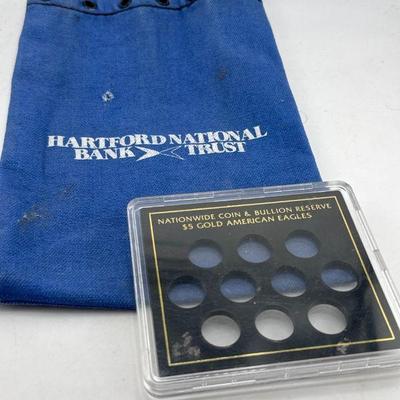 HARTFORD NATIONAL
BANK TRUST
NATIONWIDE COIN & BULLION RESERVE
$5 GOLD AMERICAN EAGLES